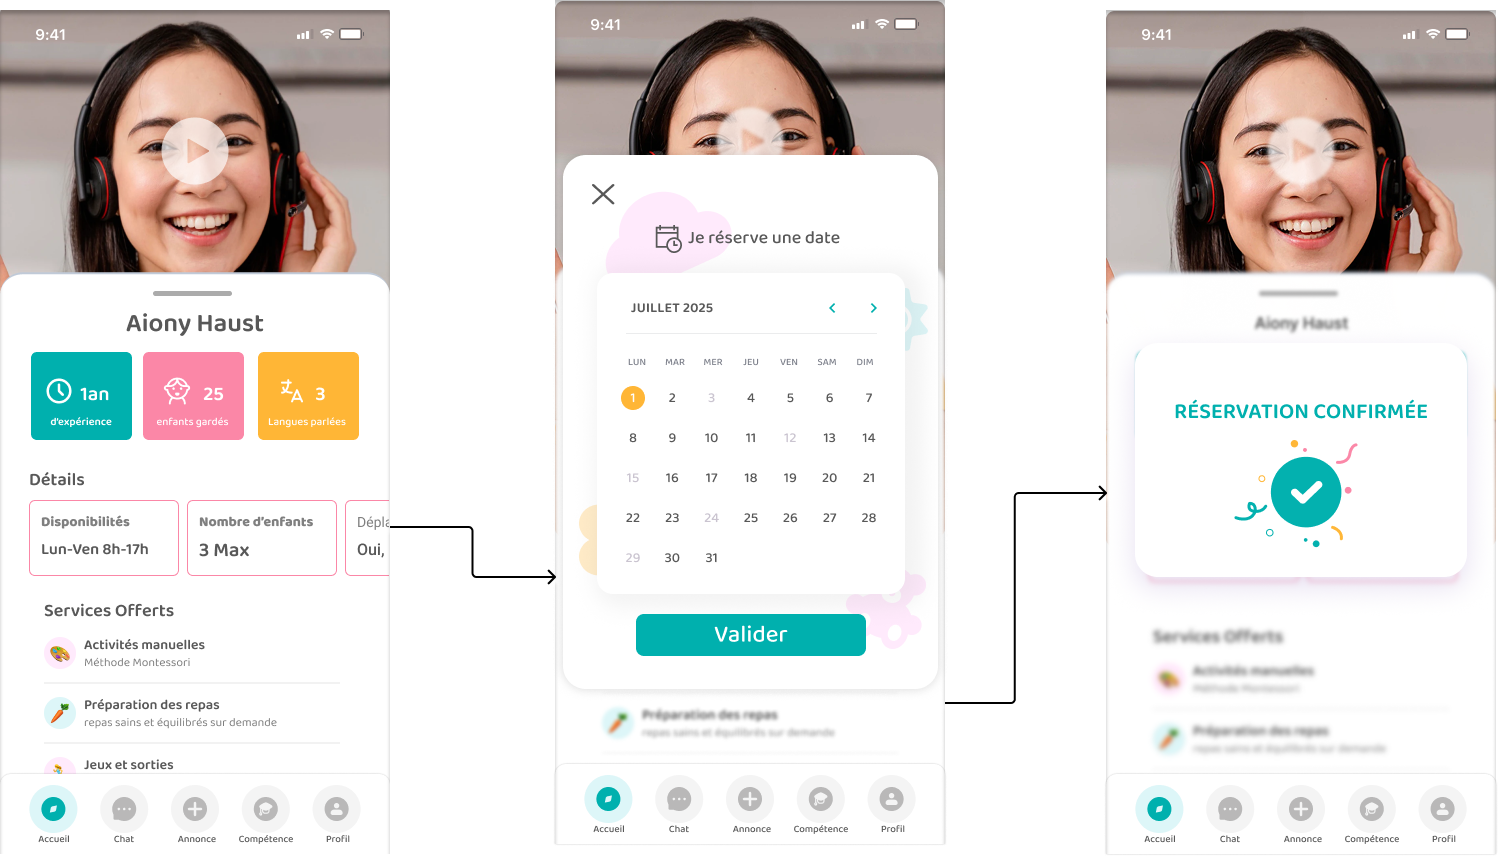 9:41
Aiony Haust
1an
d'expérience
25
enfants gardés
3
Langues parlées
Détails
Disponibilités
Lun-Ven 8h-17h
Nombre d'enfants
3 Max
Dépla
Oui,
Services Offerts
Activités manuelles
Méthode Montessori
Préparation des repas
repas sains et équilibrés sur demande
Jeux et sorties
Accueil Chat Annonce Compétence Profil
9:41
Je réserve une date
JUILLET 2025
LUN MAR MER JEU VEN SAM DIM
1 2 3 4 5 6 7
8 9 10 11 12 13 14
15 16 17 18 19 20 21
22 23 24 25 26 27 28
29 30 31
Valider
Préparation des repas
repas sains et équilibrés sur demande
Accueil Chat Annonce Compétence Profil
9:41
Aiony Haust
RÉSERVATION CONFIRMÉE
Services Offerts
Activités manuelles
Méthode Montessori
Préparation des repas
repas sains et équilibrés sur demande
Accueil Chat Annonce Compétence Profil